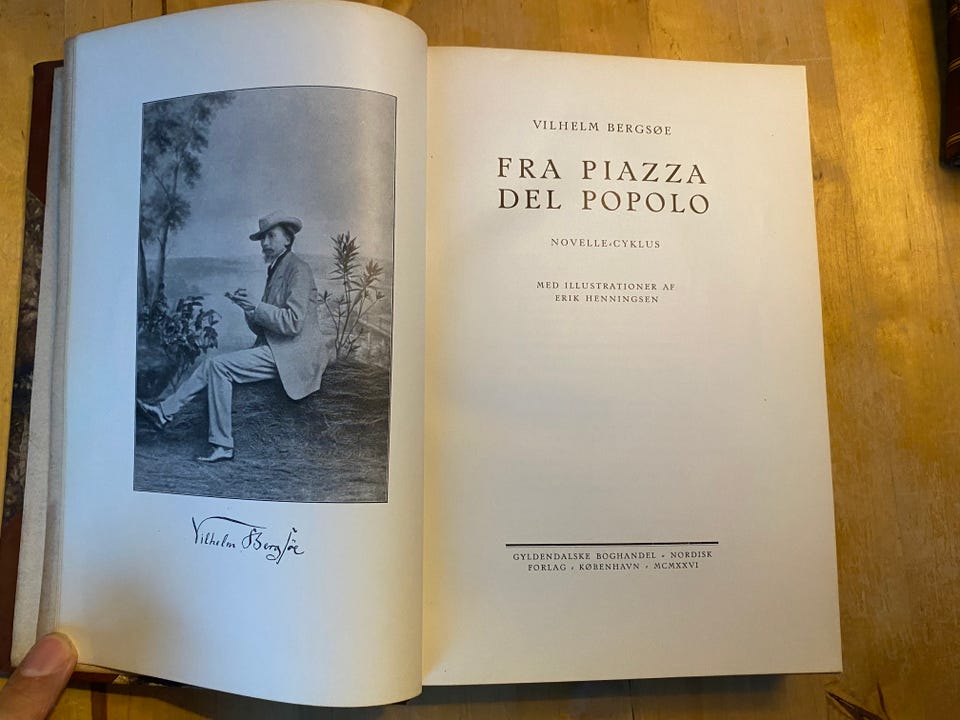 Vilhelm Bergsøe
VILHELM BERGSØE
FRA PIAZZA
DEL POPOLO
NOVELLE-CYKLUS
MED ILLUSTRATIONER AF
ERIK HENNINGSEN
GYLDENDALSKE BOGHANDEL • NORDISK
FORLAG • KØBENHAVN • MCMXXVI